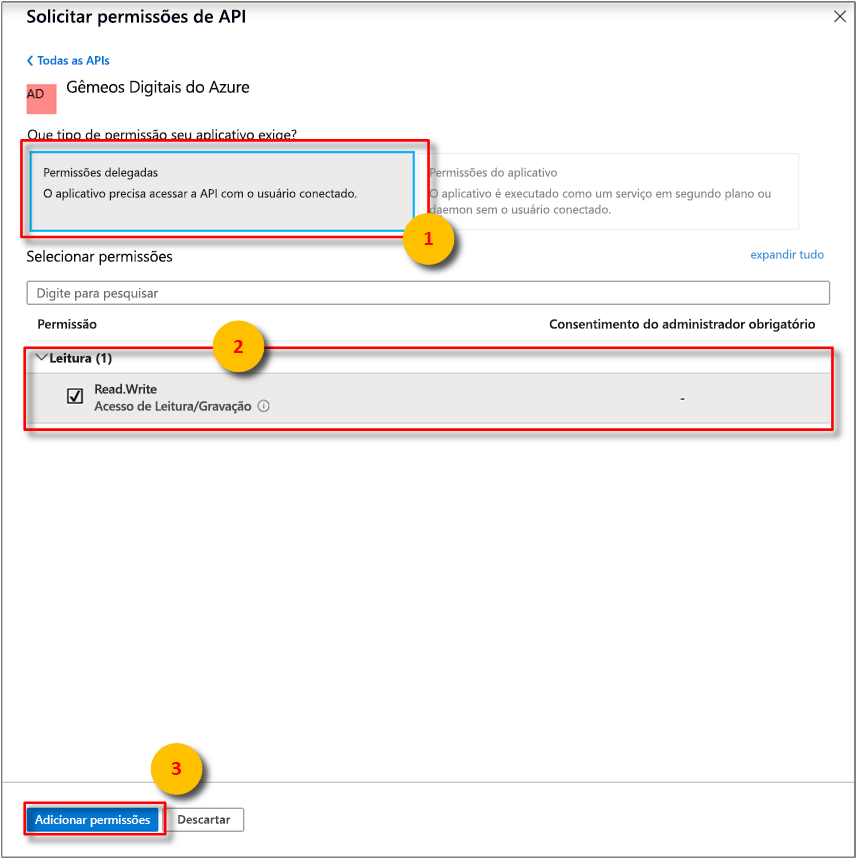 Solicitar permissões de API
Todas as APIs
AD
Gêmeos Digitais do Azure
Que tipo de permissão seu aplicativo exige?
Permissões delegadas
O aplicativo precisa acessar a API com o usuário conectado.
Permissões do aplicativo
O aplicativo é executado como um serviço em segundo plano ou
daemon sem o usuário conectado.
1
Selecionar permissões
expandir tudo
Digite para pesquisar
Permissão
Consentimento do administrador obrigatório
2
Leitura (1)
Read.Write
Acesso de Leitura/Gravação
-
3
Adicionar permissões
Descartar